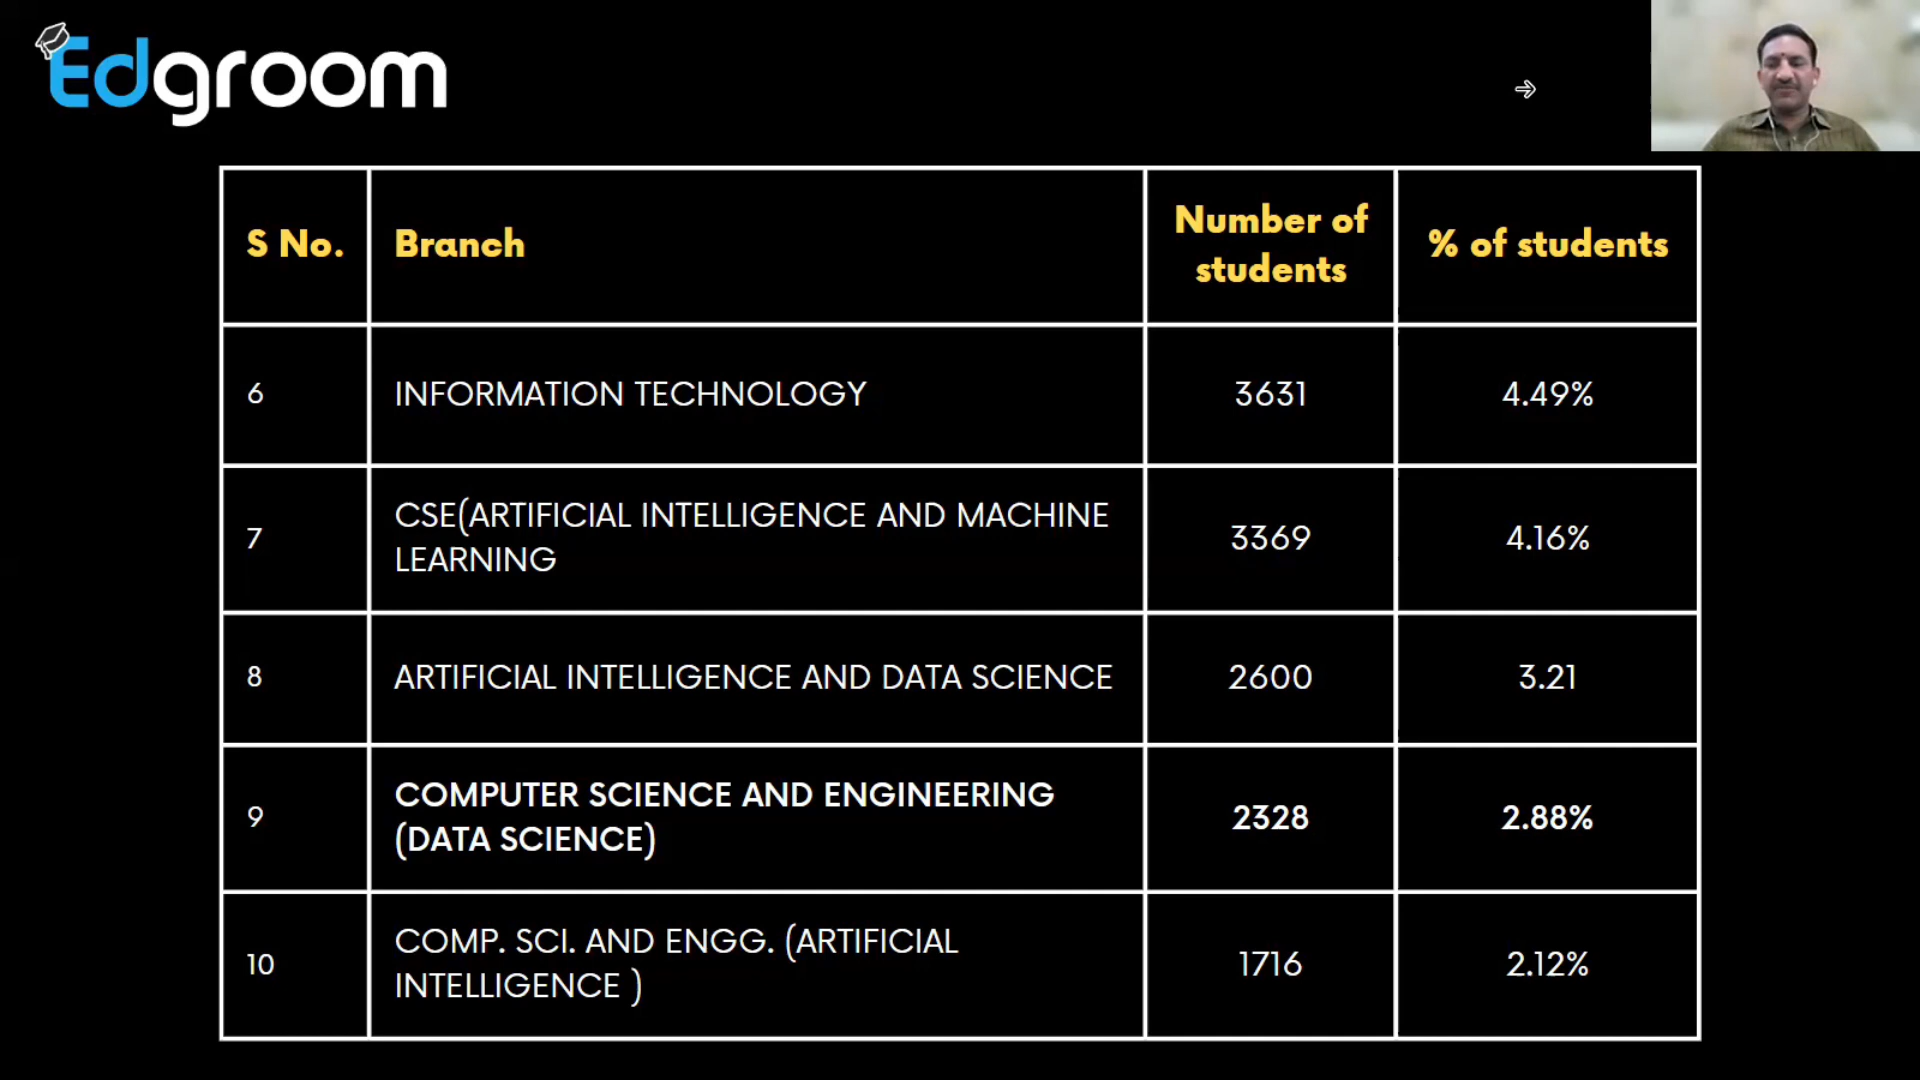 Edgroom
S No.
Branch
Number of
students
% of students
6
INFORMATION TECHNOLOGY
3631
4.49%
7
CSE(ARTIFICIAL INTELLIGENCE AND MACHINE
LEARNING
3369
4.16%
8
ARTIFICIAL INTELLIGENCE AND DATA SCIENCE
2600
3.21
9
COMPUTER SCIENCE AND ENGINEERING
(DATA SCIENCE)
2328
2.88%
10
COMP. SCI. AND ENGG. (ARTIFICIAL
INTELLIGENCE )
1716
2.12%